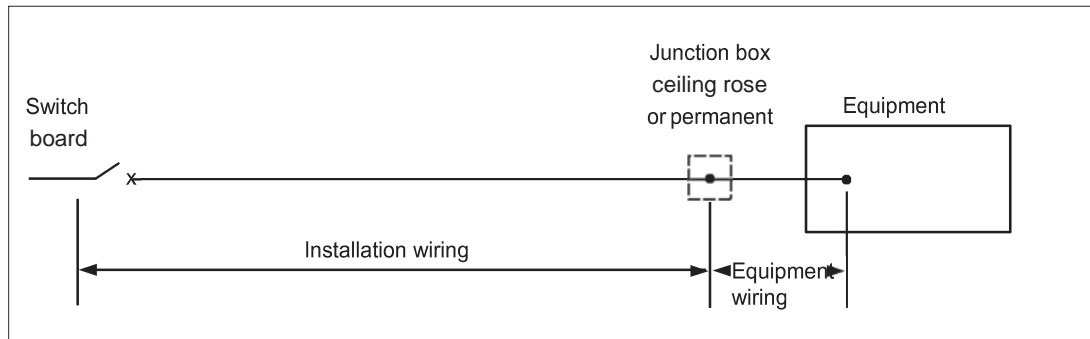 Junction box
ceiling rose
or permanent
Switch
board
Equipment
x
Installation wiring
Equipment
wiring